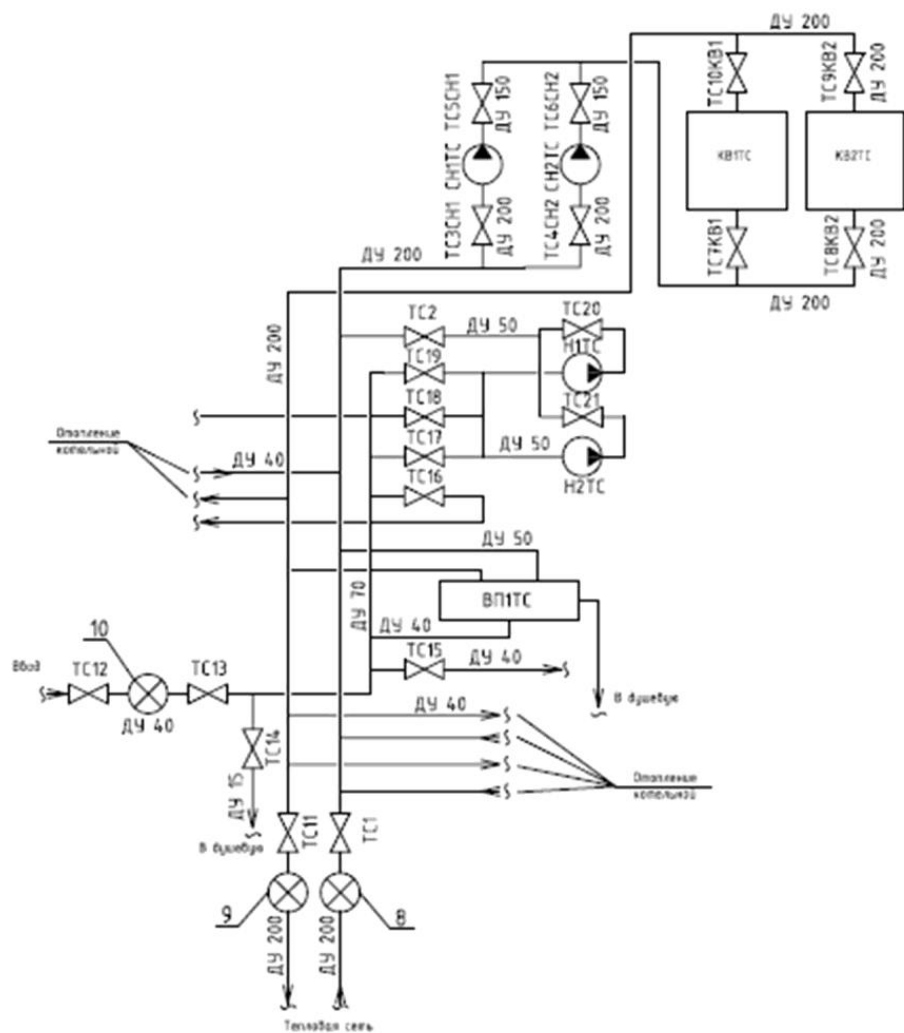 ДУ 200
ТС5СН1
ДУ 150
ТС6СН2
ДУ 150
ТС10КВ1
ТС9КВ2
ДУ 200
СН1ТС
СН2ТС
КВ1ТС
КВ2ТС
ТС3СН1
ДУ 200
ТС4СН2
ДУ 200
ТС7КВ1
ТС8КВ2
ДУ 200
ДУ 200
ДУ 200
ДУ 200
ТС2
ДУ 50
ТС20
Н1ТС
ТС19
ТС18
ТС21
ТС17
ДУ 50
Н2ТС
ТС16
Отопление
котельной
ДУ 40
ДУ 50
ВП1ТС
ДУ 70
ДУ 40
ТС15
ДУ 40
В душевую
10
Ввод
ТС12
ТС13
ДУ 40
ТС14
ДУ 15
В душевую
ДУ 40
Отопление
котельной
ТС11
ТС1
9
8
ДУ 200
ДУ 200
Тепловая сеть